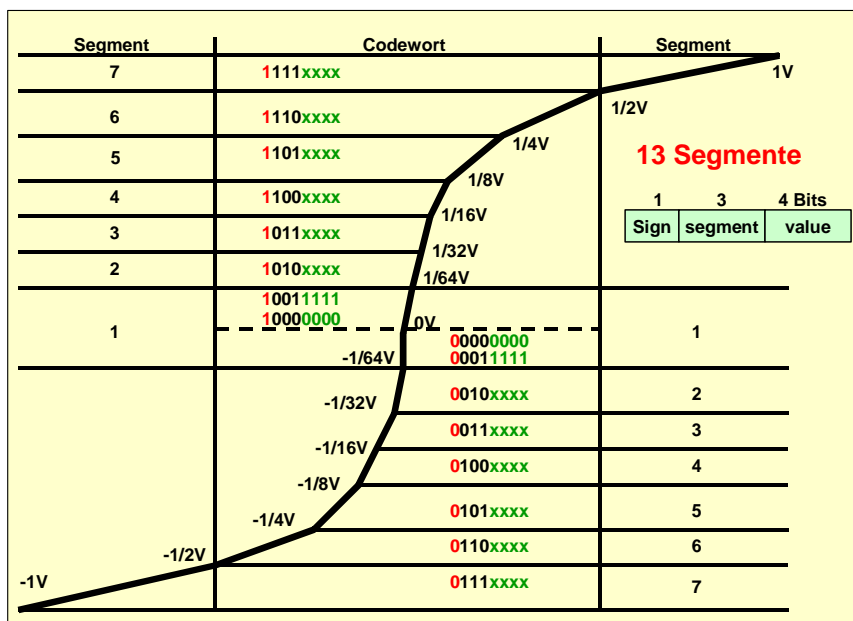 Segment Codewort Segment
7 1111xxxx 1V
6 1110xxxx 1/2V
5 1101xxxx 1/4V 13 Segmente
4 1100xxxx 1/8V 1 3 4 Bits
3 1011xxxx 1/16V Sign segment value
2 1010xxxx 1/32V
1/64V
10011111
10000000 0V
1 00000000 1
-1/64V 00011111
-1/32V 0010xxxx 2
-1/16V 0011xxxx 3
-1/8V 0100xxxx 4
-1/4V 0101xxxx 5
-1/2V 0110xxxx 6
-1V 0111xxxx 7